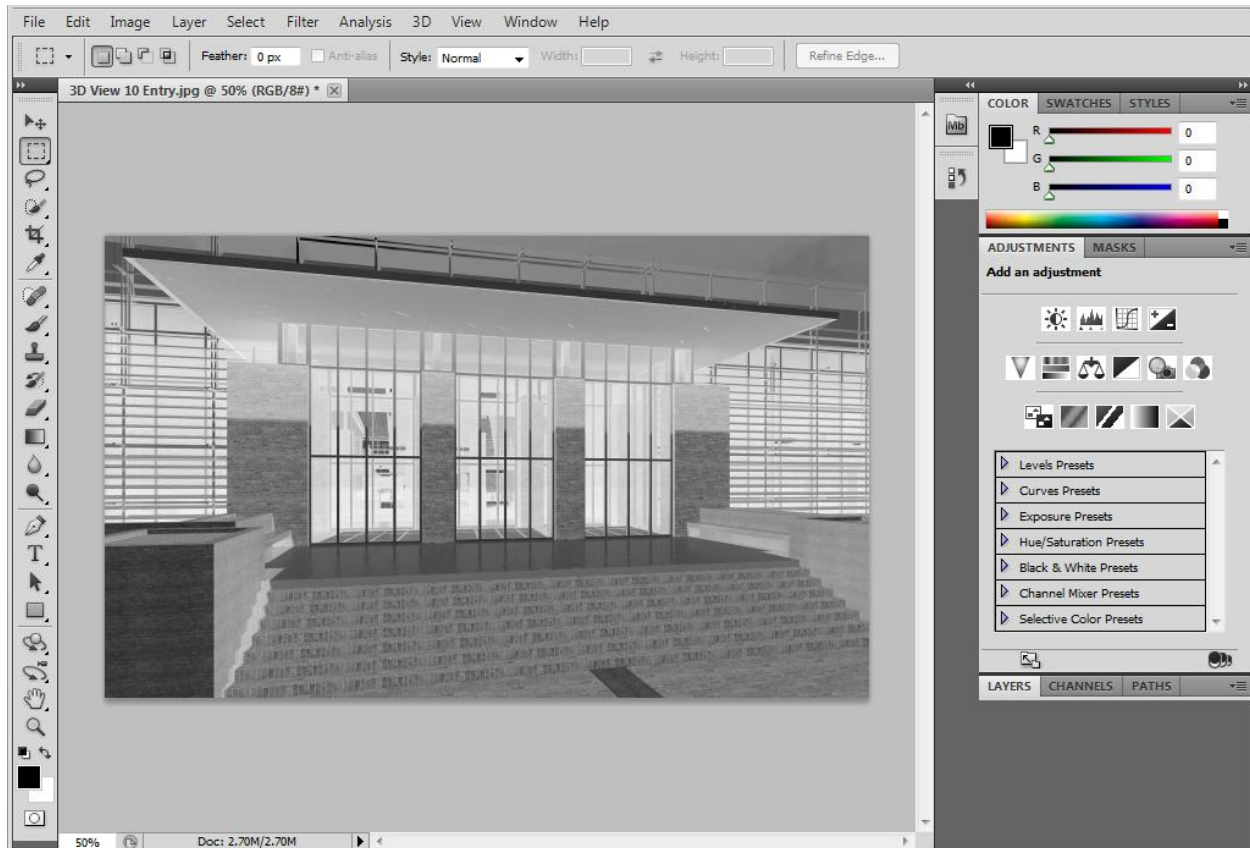 File Edit Image Layer Select Filter Analysis 3D View Window Help
Feather: 0 px Anti-alias Style: Normal Width: Height: Refine Edge...
3D View 10 Entry.jpg @ 50% (RGB/8#) *
Mb
COLOR SWATCHES STYLES
R 0
G 0
B 0
ADJUSTMENTS MASKS
Add an adjustment
Levels Presets
Curves Presets
Exposure Presets
Hue/Saturation Presets
Black & White Presets
Channel Mixer Presets
Selective Color Presets
LAYERS CHANNELS PATHS
T
50% Doc: 2.70M/2.70M